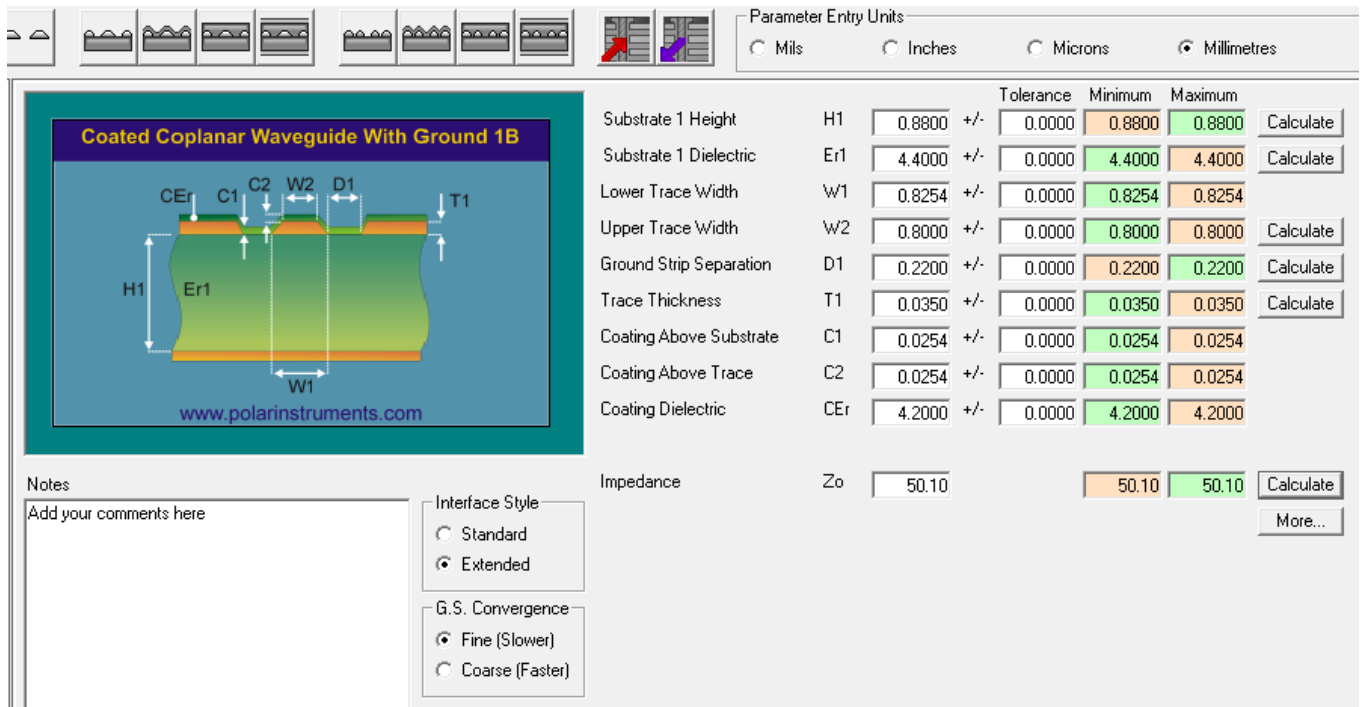 Parameter Entry Units
Mils Inches Microns Millimetres
Tolerance Minimum Maximum
Coated Coplanar Waveguide With Ground 1B
CEr C1 C2 W2 D1 T1
H1 Er1
W1
www.polarinstruments.com
Substrate 1 Height H1 0.8800 +/- 0.0000 0.8800 0.8800 Calculate
Substrate 1 Dielectric Er1 4.4000 +/- 0.0000 4.4000 4.4000 Calculate
Lower Trace Width W1 0.8254 +/- 0.0000 0.8254 0.8254
Upper Trace Width W2 0.8000 +/- 0.0000 0.8000 0.8000 Calculate
Ground Strip Separation D1 0.2200 +/- 0.0000 0.2200 0.2200 Calculate
Trace Thickness T1 0.0350 +/- 0.0000 0.0350 0.0350 Calculate
Coating Above Substrate C1 0.0254 +/- 0.0000 0.0254 0.0254
Coating Above Trace C2 0.0254 +/- 0.0000 0.0254 0.0254
Coating Dielectric CEr 4.2000 +/- 0.0000 4.2000 4.2000
Impedance Zo 50.10 50.10 50.10 Calculate
More...
Notes
Add your comments here
Interface Style
Standard
Extended
G.S. Convergence
Fine (Slower)
Coarse (Faster)